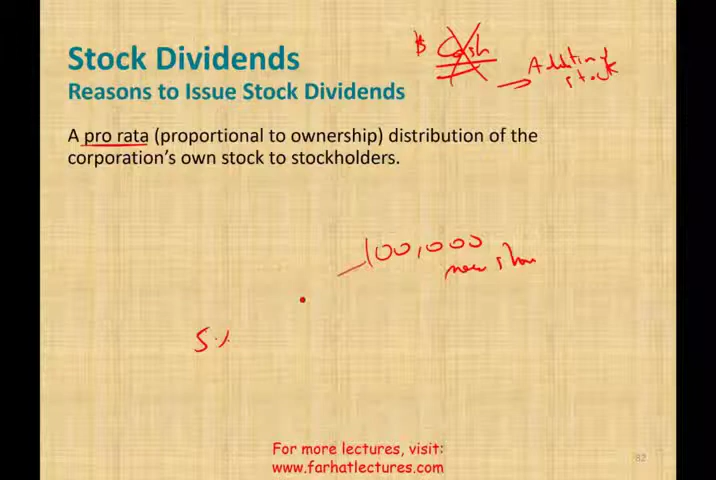 $ Cash
Additional
stock
Stock Dividends
Reasons to Issue Stock Dividends
A pro rata (proportional to ownership) distribution of the
corporation's own stock to stockholders.
100,000
new shar
5%
For more lectures, visit:
www.farhatlectures.com
82